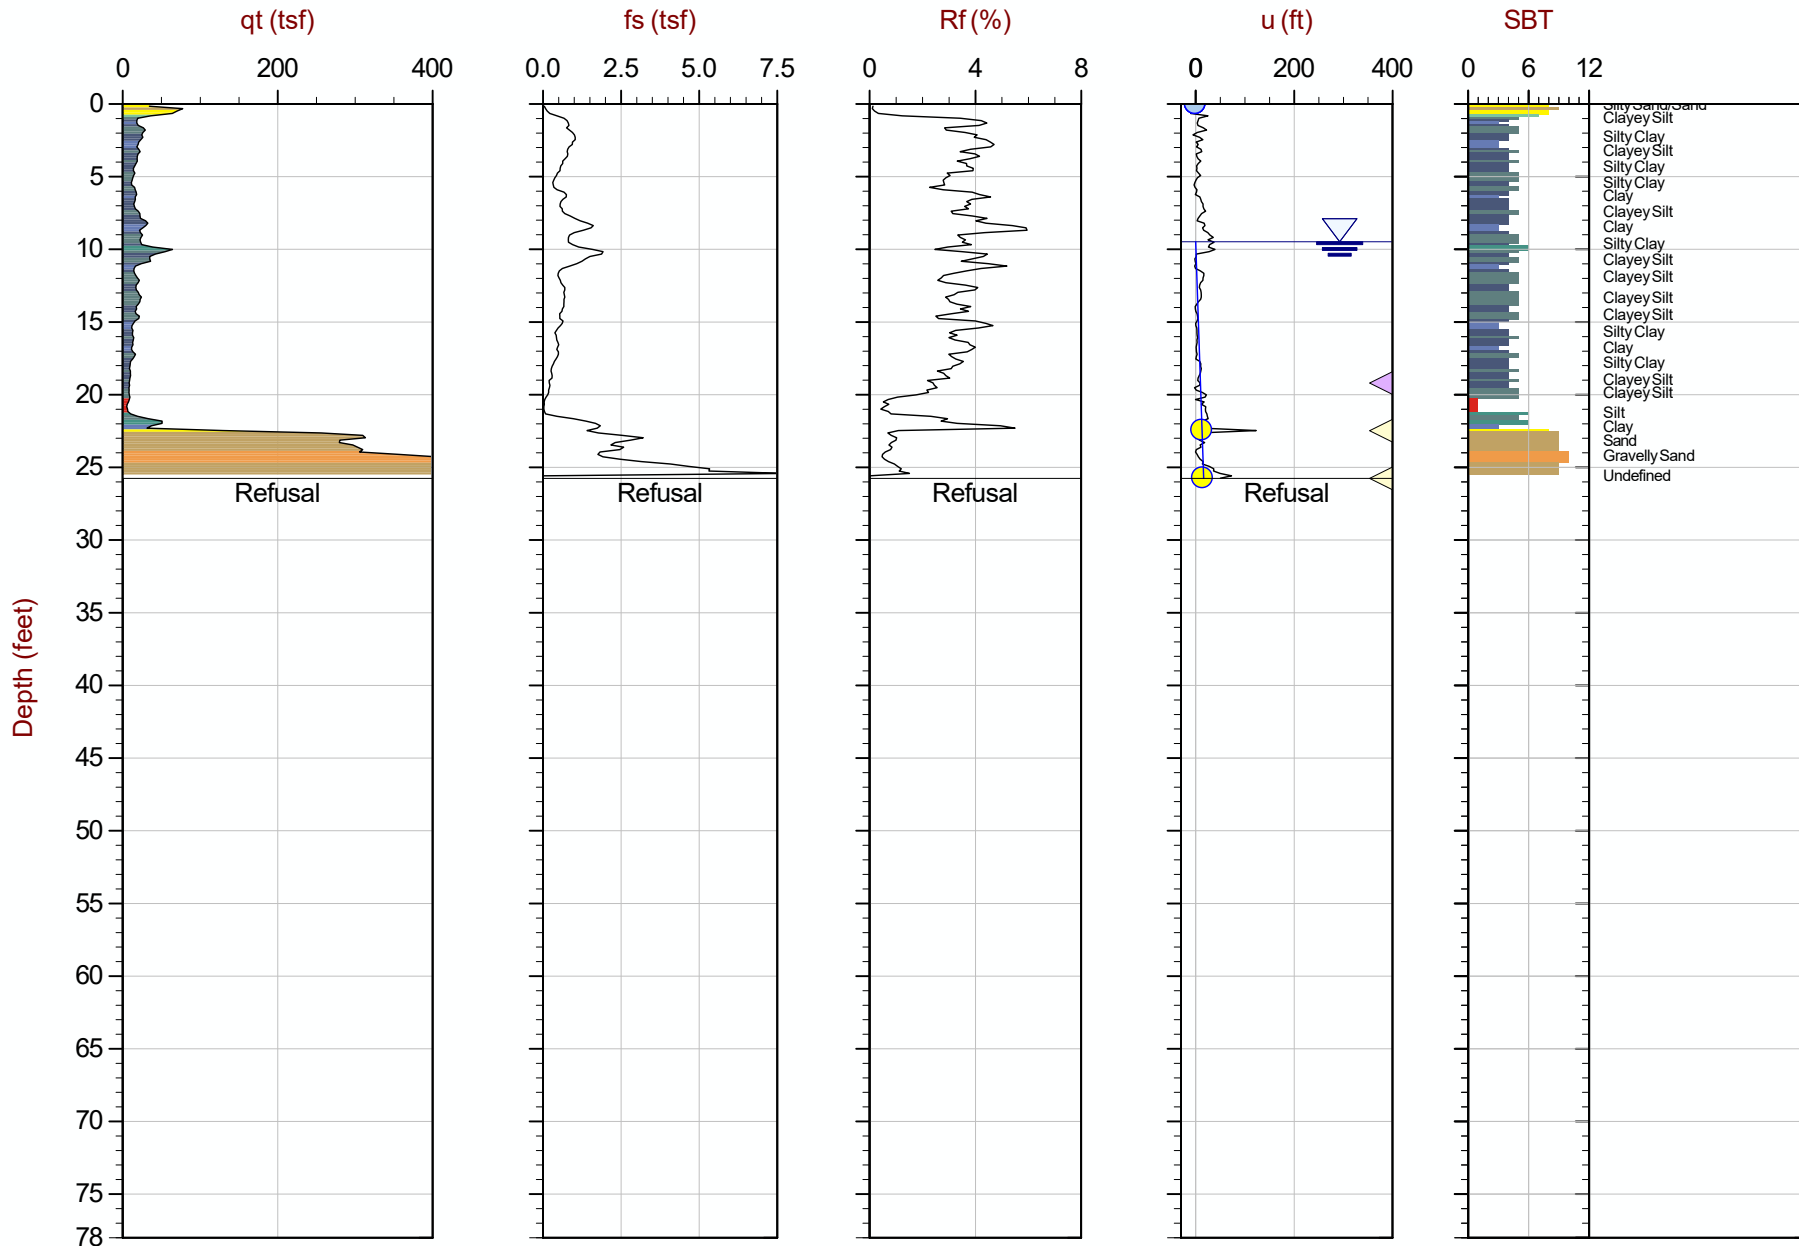 qt (tsf) fs (tsf) Rf (%) u (ft) SBT
0 200 400 0.0 2.5 5.0 7.5 0 4 8 0 200 400 0 6 12
0
Silty Sand/Sand
Clayey Silt
Silty Clay
Clayey Silt
Silty Clay
5
Silty Clay
Clay
Clayey Silt
Clay
Silty Clay
10
Clayey Silt
Clayey Silt
Clayey Silt
Clayey Silt
15
Silty Clay
Clay
Silty Clay
Clayey Silt
Clayey Silt
20
Silt
Clay
Sand
Gravelly Sand
25
Undefined
Refusal Refusal Refusal Refusal
30
35
Depth (feet)
40
45
50
55
60
65
70
75
78